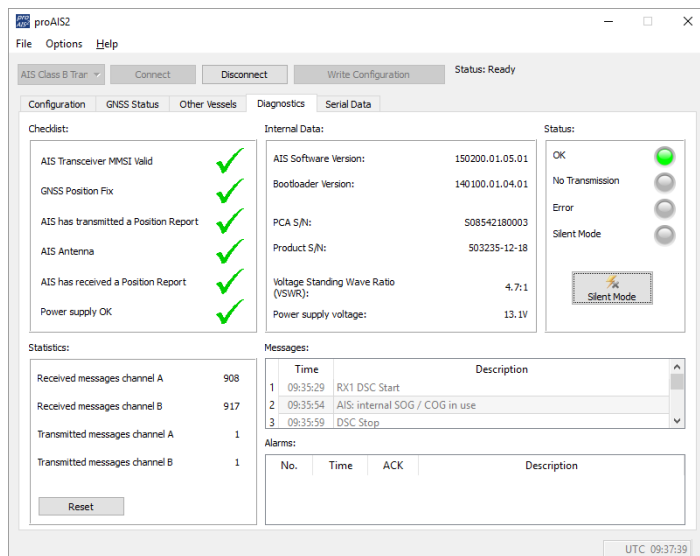 pro
AIS²
proAIS2
File Options Help
AIS Class B Tran Connect Disconnect Write Configuration Status: Ready
Configuration GNSS Status Other Vessels Diagnostics Serial Data
Checklist:
AIS Transceiver MMSI Valid
GNSS Position Fix
AIS has transmitted a Position Report
AIS Antenna
AIS has received a Position Report
Power supply OK
Internal Data:
AIS Software Version: 150200.01.05.01
Bootloader Version: 140100.01.04.01
PCA S/N: S08542180003
Product S/N: 503235-12-18
Voltage Standing Wave Ratio
(VSWR): 4.7:1
Power supply voltage: 13.1V
Status:
OK
No Transmission
Error
Silent Mode
Silent Mode
Statistics:
Received messages channel A 908
Received messages channel B 917
Transmitted messages channel A 1
Transmitted messages channel B 1
Reset
Messages:
Time Description
1 09:35:29 RX1 DSC Start
2 09:35:54 AIS: internal SOG / COG in use
3 09:35:59 DSC Stop
Alarms:
No. Time ACK Description
UTC 09:37:39